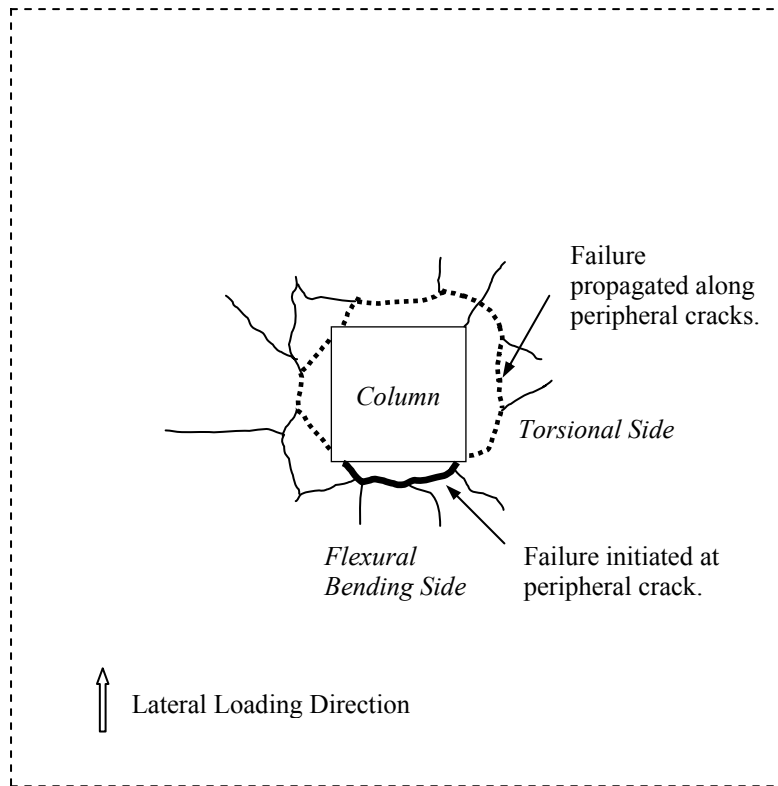 Failure
propagated along
peripheral cracks.
Column
Torsional Side
Flexural
Bending Side
Failure initiated at
peripheral crack.
Lateral Loading Direction